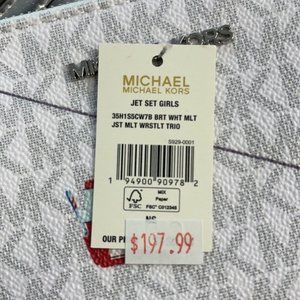 MICHAEL KORS
MICHAEL
MICHAEL KORS
JET SET GIRLS
35H1S5CW7B BRT WHT MLT
JST MLT WRSTLT TRIO
5929-0001
1 94900 90978 2
FSC
MIX
Paper
FSC® C012345
NS
OUR
$197.99